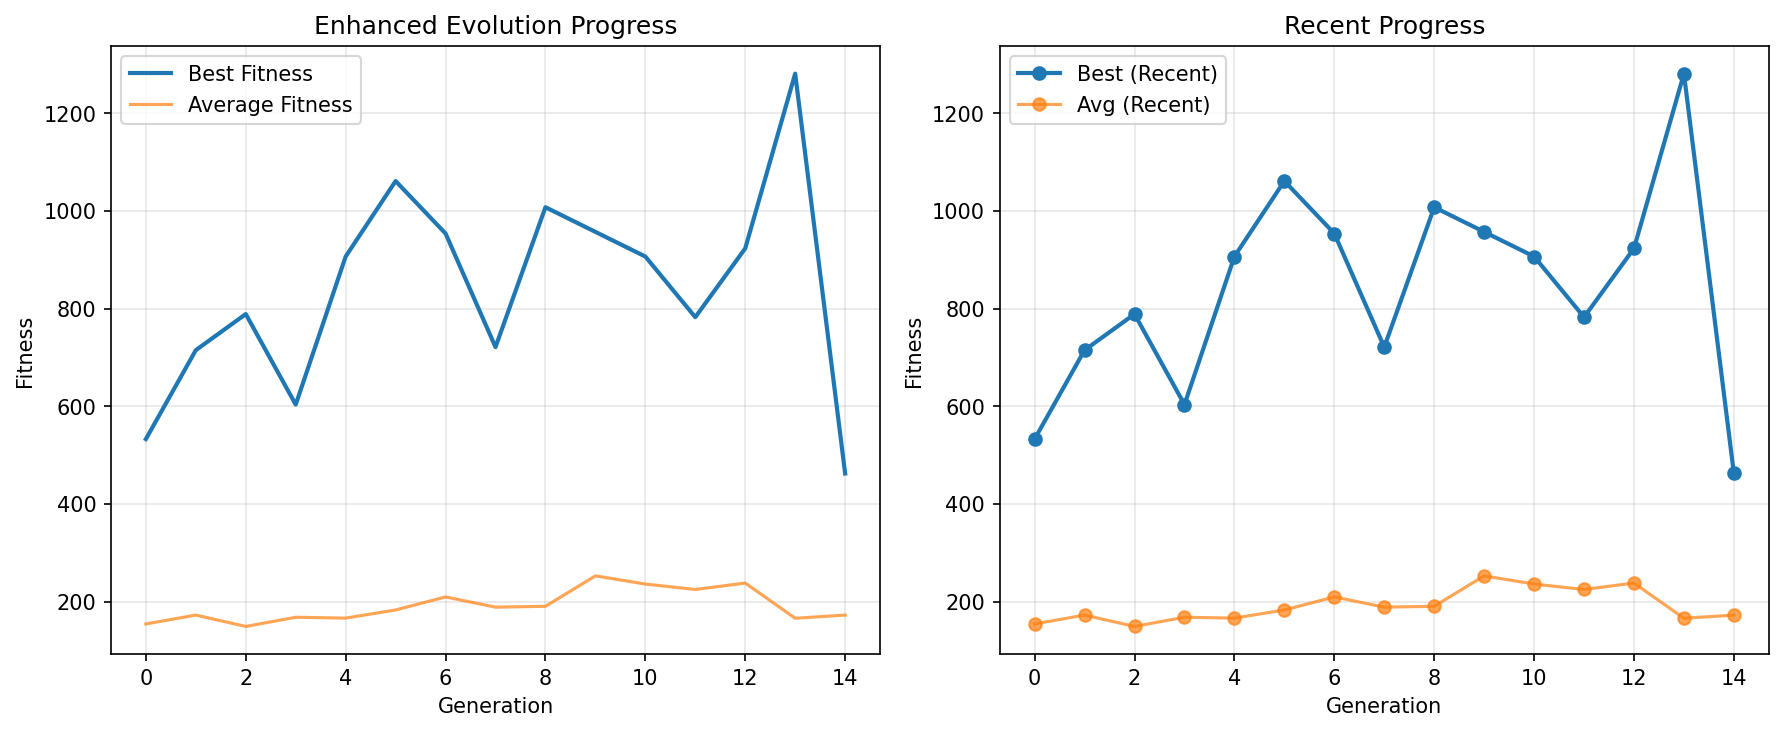 Enhanced Evolution Progress
Best Fitness
Average Fitness
1200
1000
800
600
400
200
Fitness
0 2 4 6 8 10 12 14
Generation
Recent Progress
Best (Recent)
Avg (Recent)
1200
1000
800
600
400
200
Fitness
0 2 4 6 8 10 12 14
Generation